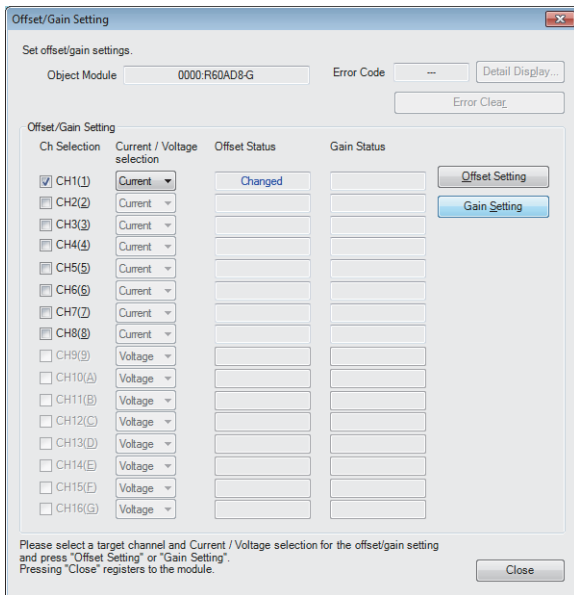 Offset/Gain Setting
Set offset/gain settings.
Object Module 0000:R60AD8-G Error Code --- Detail Display...
Error Clear
Offset/Gain Setting
Ch Selection Current / Voltage selection Offset Status Gain Status
CH1(1) Current Changed Offset Setting
CH2(2) Current Gain Setting
CH3(3) Current
CH4(4) Current
CH5(5) Current
CH6(6) Current
CH7(7) Current
CH8(8) Current
CH9(9) Voltage
CH10(A) Voltage
CH11(B) Voltage
CH12(C) Voltage
CH13(D) Voltage
CH14(E) Voltage
CH15(F) Voltage
CH16(G) Voltage
Please select a target channel and Current / Voltage selection for the offset/gain setting
and press "Offset Setting" or "Gain Setting".
Pressing "Close" registers to the module.
Close